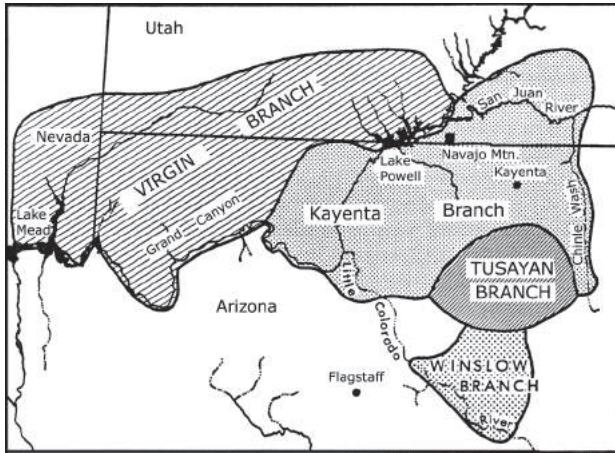 Utah
San Juan River
Nevada
VIRGIN BRANCH
Navajo Mtn.
Lake
Powell
Kayenta
Chinle Wash
Kayenta Branch
Lake
Mead
Grand Canyon
TUSAYAN
BRANCH
Little Colorado River
Arizona
WINSLOW
BRANCH
Flagstaff